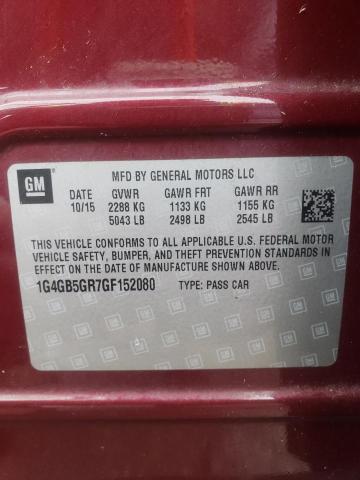 GM MFD BY GENERAL MOTORS LLC
DATE GVWR GAWR FRT GAWR RR
10/15 2288 KG 1133 KG 1155 KG
5043 LB 2498 LB 2545 LB
THIS VEHICLE CONFORMS TO ALL APPLICABLE U.S. FEDERAL MOTOR
VEHICLE SAFETY, BUMPER, AND THEFT PREVENTION STANDARDS IN
EFFECT ON THE DATE OF MANUFACTURE SHOWN ABOVE.
1G4GB5GR7GF152080 TYPE: PASS CAR